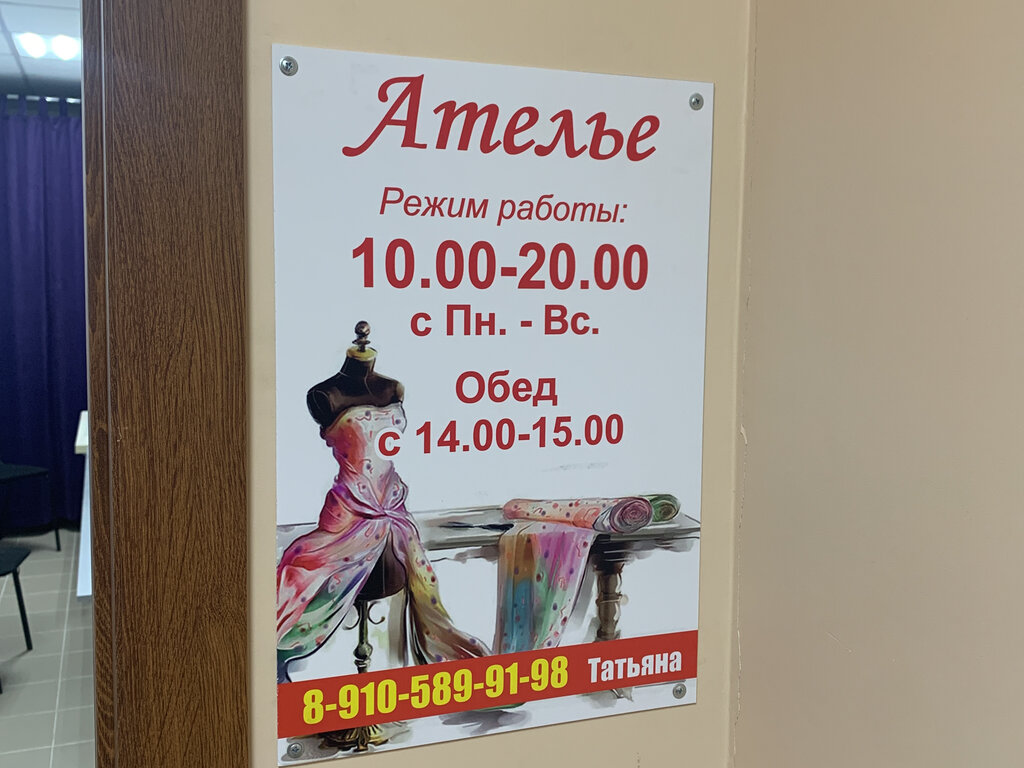 Ателье
Режим работы:
10.00-20.00
с Пн. - Вс.
Обед
с 14.00-15.00
8-910-589-91-98 Татьяна